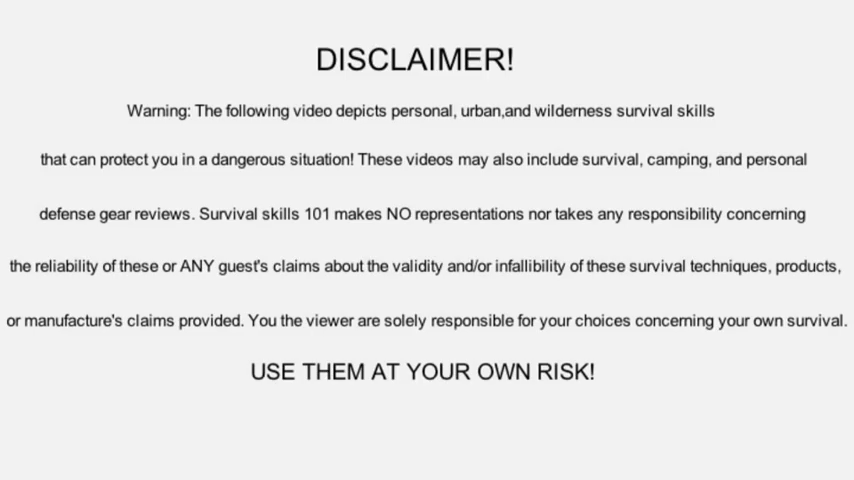 DISCLAIMER!
Warning: The following video depicts personal, urban,and wilderness survival skills
that can protect you in a dangerous situation! These videos may also include survival, camping, and personal
defense gear reviews. Survival skills 101 makes NO representations nor takes any responsibility concerning
the reliability of these or ANY guest's claims about the validity and/or infallibility of these survival techniques, products,
or manufacture's claims provided. You the viewer are solely responsible for your choices concerning your own survival.
USE THEM AT YOUR OWN RISK!